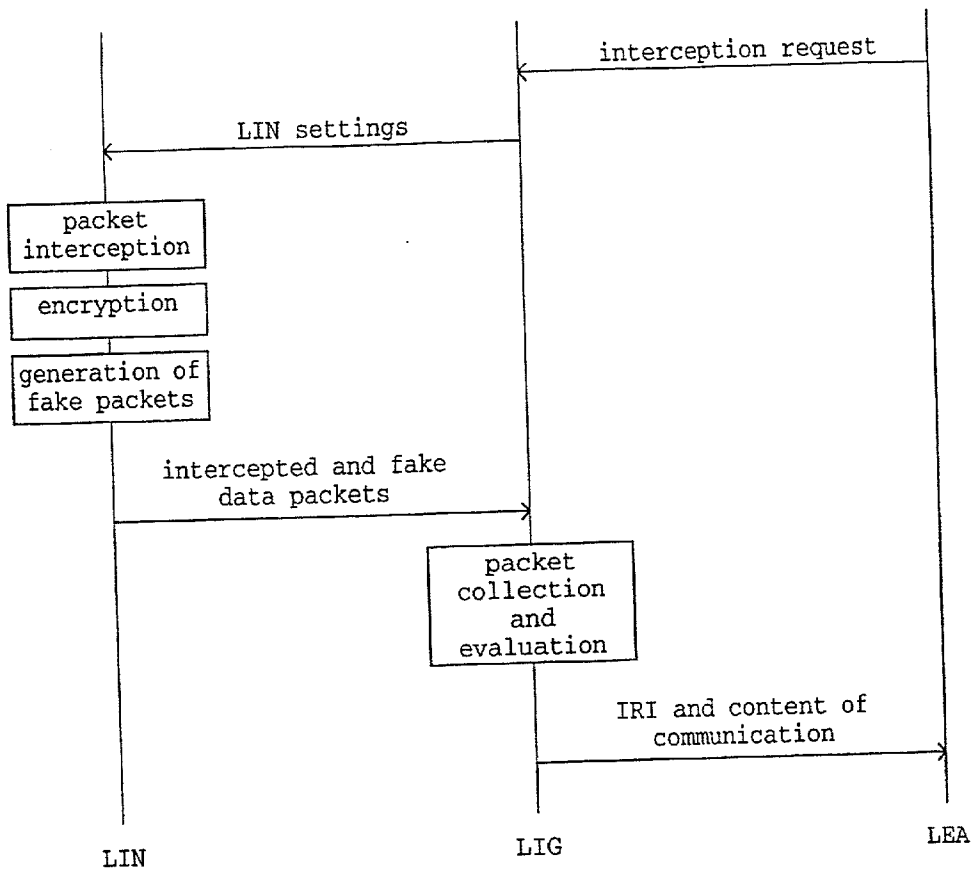 interception request
LIN settings
packet
interception
encryption
generation of
fake packets
intercepted and fake
data packets
packet
collection
and
evaluation
IRI and content of
communication
LIN
LIG
LEA